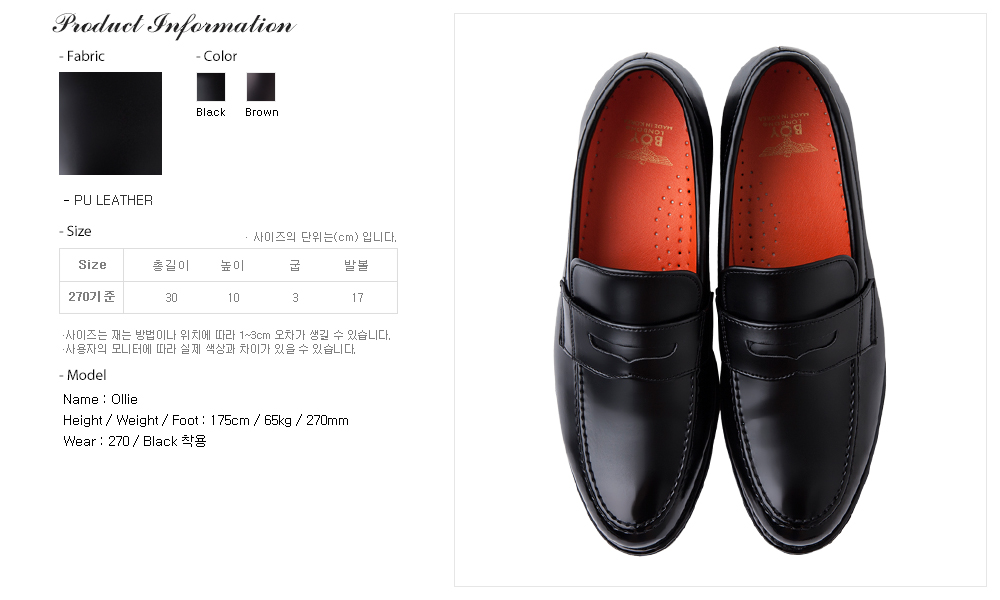 Product Information
- Fabric
- Color
Black
Brown
- PU LEATHER
- Size
· 사이즈의 단위는(cm) 입니다.
Size 총길이 높이 굽 발볼
270기 준 30 10 3 17
·사이즈는 재는 방법이나 위치에 따라 1~3cm 오차가 생길 수 있습니다.
·사용자의 모니터에 따라 실제 색상과 차이가 있을 수 있습니다.
- Model
Name : Ollie
Height / Weight / Foot : 175cm / 65kg / 270mm
Wear : 270 / Black 착용
BOY
LONDON
BOY
LONDON